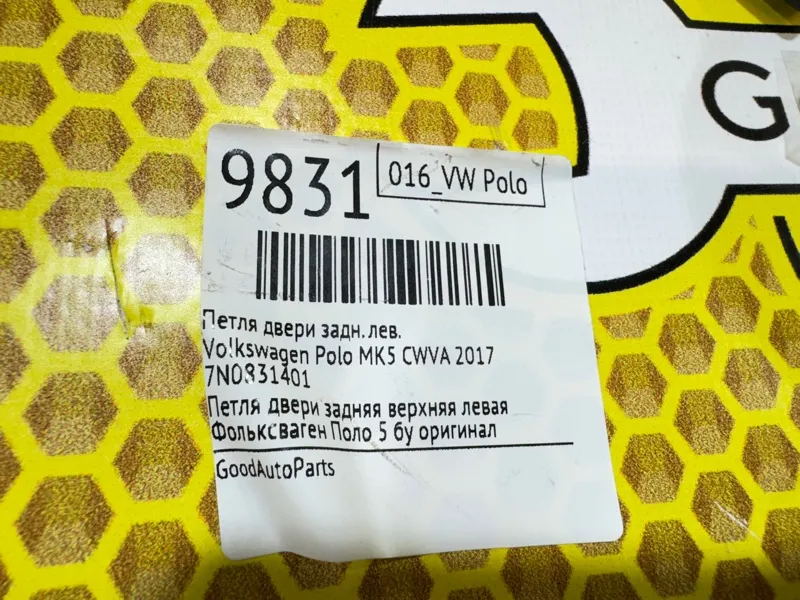 G
9831
016_VW Polo
Петля двери задн. лев.
Volkswagen Polo MK5 CWVA 2017
7N0831401
Петля двери задняя верхняя левая
Фольксваген Поло 5 бу оригинал
GoodAutoParts